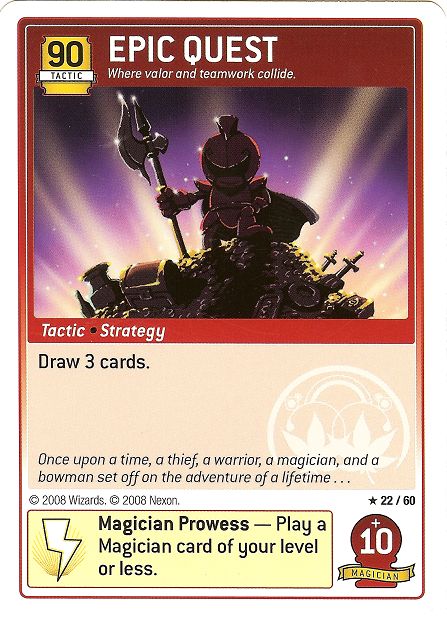 90
TACTIC
EPIC QUEST
Where valor and teamwork collide.
Tactic • Strategy
Draw 3 cards.
Once upon a time, a thief, a warrior, a magician, and a
bowman set off on the adventure of a lifetime . . .
© 2008 Wizards. © 2008 Nexon.
★ 22 / 60
Magician Prowess — Play a
Magician card of your level
or less.
+
10
MAGICIAN